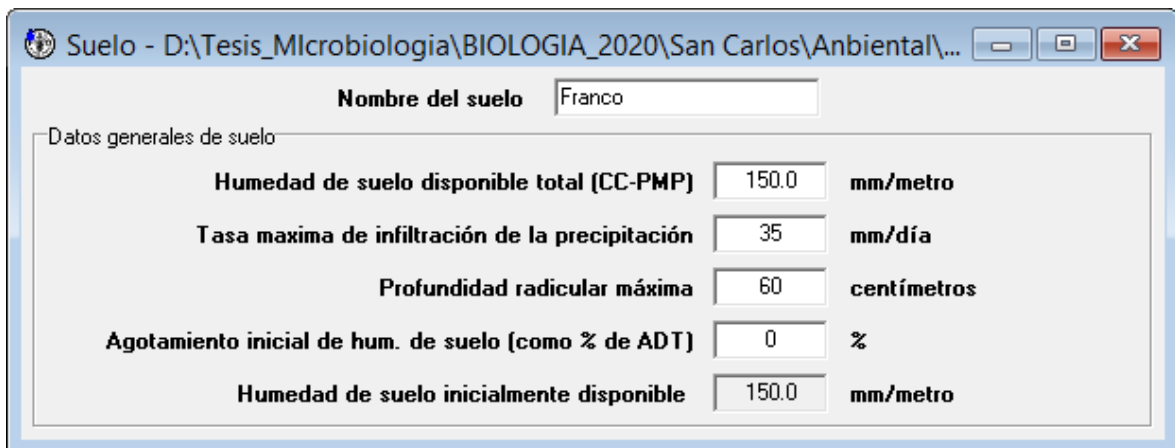 Suelo - D:\Tesis_MIcrobiologia\BIOLOGIA_2020\San Carlos\Anbiental\...
Nombre del suelo Franco
Datos generales de suelo
Humedad de suelo disponible total (CC-PMP) 150.0 mm/metro
Tasa maxima de infiltración de la precipitación 35 mm/día
Profundidad radicular máxima 60 centímetros
Agotamiento inicial de hum. de suelo (como % de ADT) 0 %
Humedad de suelo inicialmente disponible 150.0 mm/metro